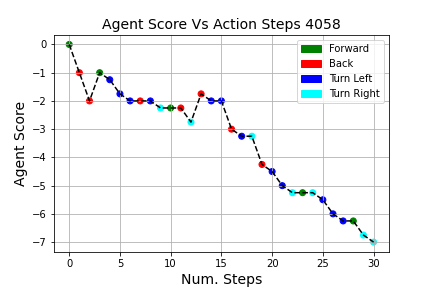 Agent Score Vs Action Steps 4058
Agent Score
0
−1
−2
−3
−4
−5
−6
−7
Forward
Back
Turn Left
Turn Right
0 5 10 15 20 25 30
Num. Steps